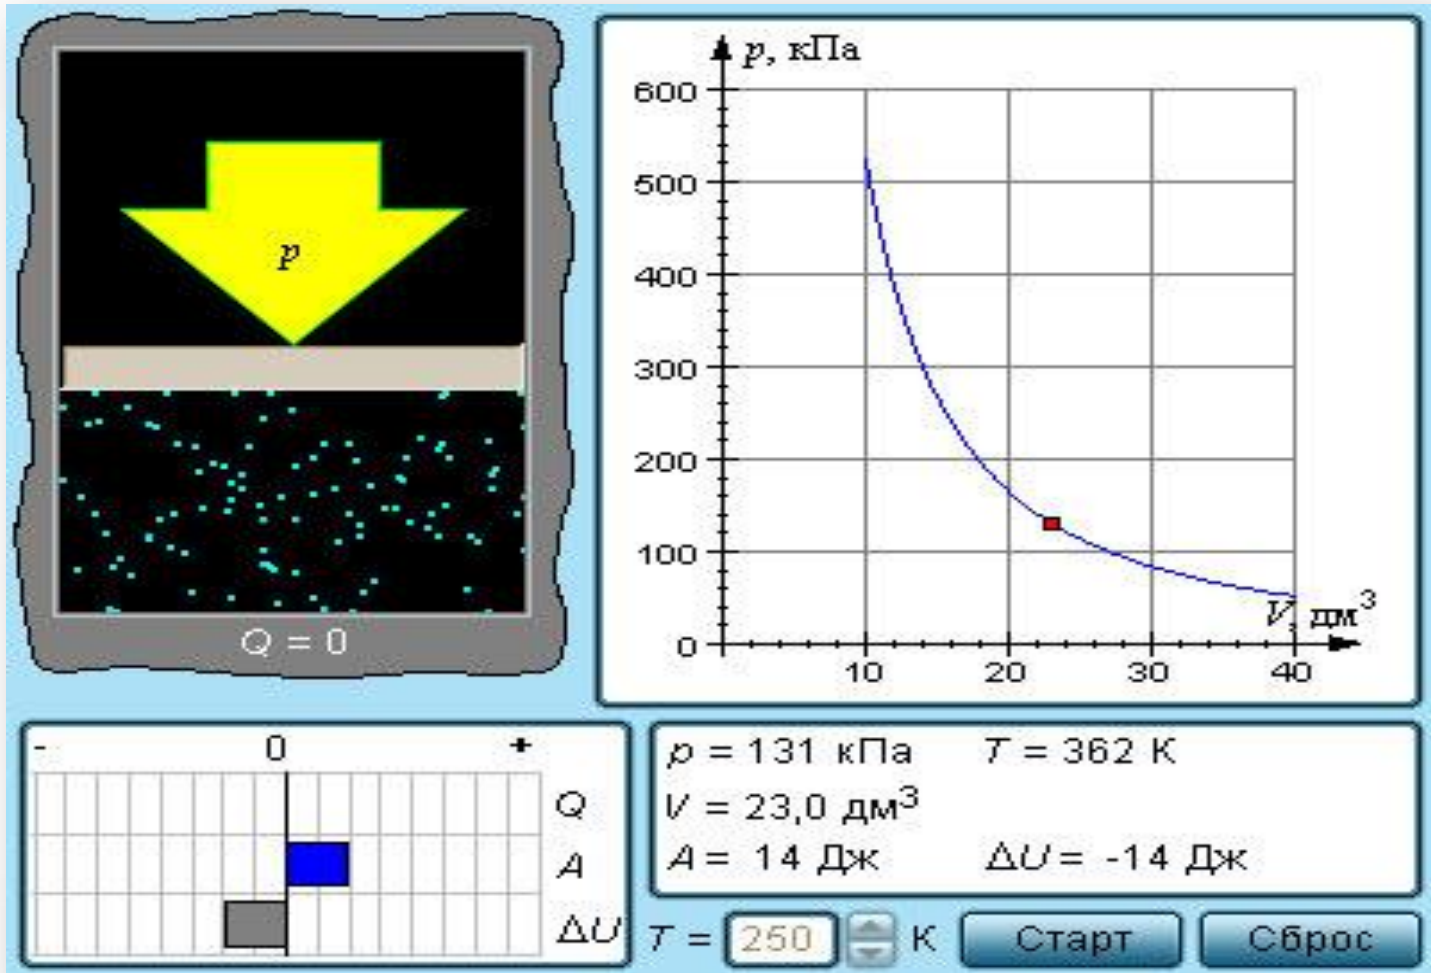 p
Q = 0
p, кПа
600
500
400
300
200
100
0
10 20 30 40
V, дм³
- 0 +
Q
A
ΔU
p = 131 кПа T = 362 К
V = 23,0 дм³
A = 14 Дж ΔU = -14 Дж
T = 250 К Старт Сброс